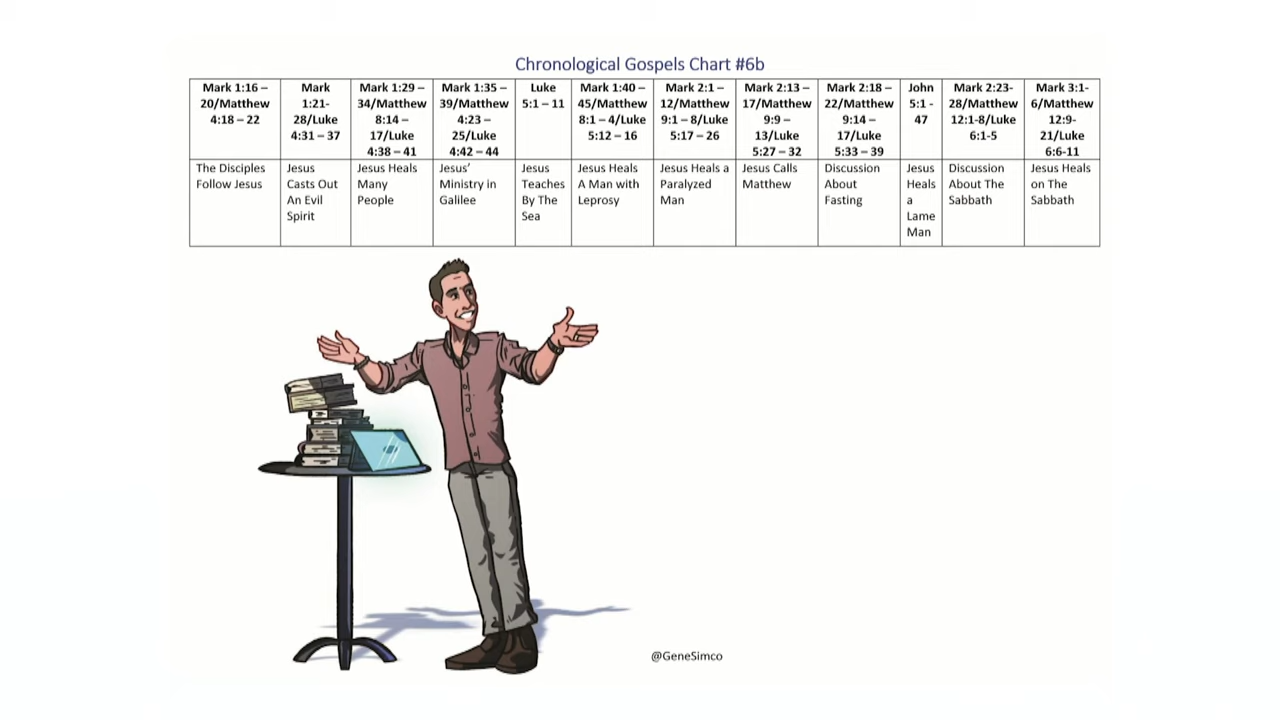 Chronological Gospels Chart #6b
Mark 1:16 –
20/Matthew
4:18 – 22
Mark
1:21-
28/Luke
4:31 – 37
Mark 1:29 –
34/Matthew
8:14 –
17/Luke
4:38 – 41
Mark 1:35 –
39/Matthew
4:23 –
25/Luke
4:42 – 44
Luke
5:1 – 11
Mark 1:40 –
45/Matthew
8:1 – 4/Luke
5:12 – 16
Mark 2:1 –
12/Matthew
9:1 – 8/Luke
5:17 – 26
Mark 2:13 –
17/Matthew
9:9 –
13/Luke
5:27 – 32
Mark 2:18 –
22/Matthew
9:14 –
17/Luke
5:33 – 39
John
5:1 -
47
Mark 2:23-
28/Matthew
12:1-8/Luke
6:1-5
Mark 3:1-
6/Matthew
12:9-
21/Luke
6:6-11
The Disciples
Follow Jesus
Jesus
Casts Out
An Evil
Spirit
Jesus Heals
Many
People
Jesus’
Ministry in
Galilee
Jesus
Teaches
By The
Sea
Jesus Heals
A Man with
Leprosy
Jesus Heals a
Paralyzed
Man
Jesus Calls
Matthew
Discussion
About
Fasting
Jesus
Heals
a
Lame
Man
Discussion
About The
Sabbath
Jesus Heals
on The
Sabbath
@GeneSimco